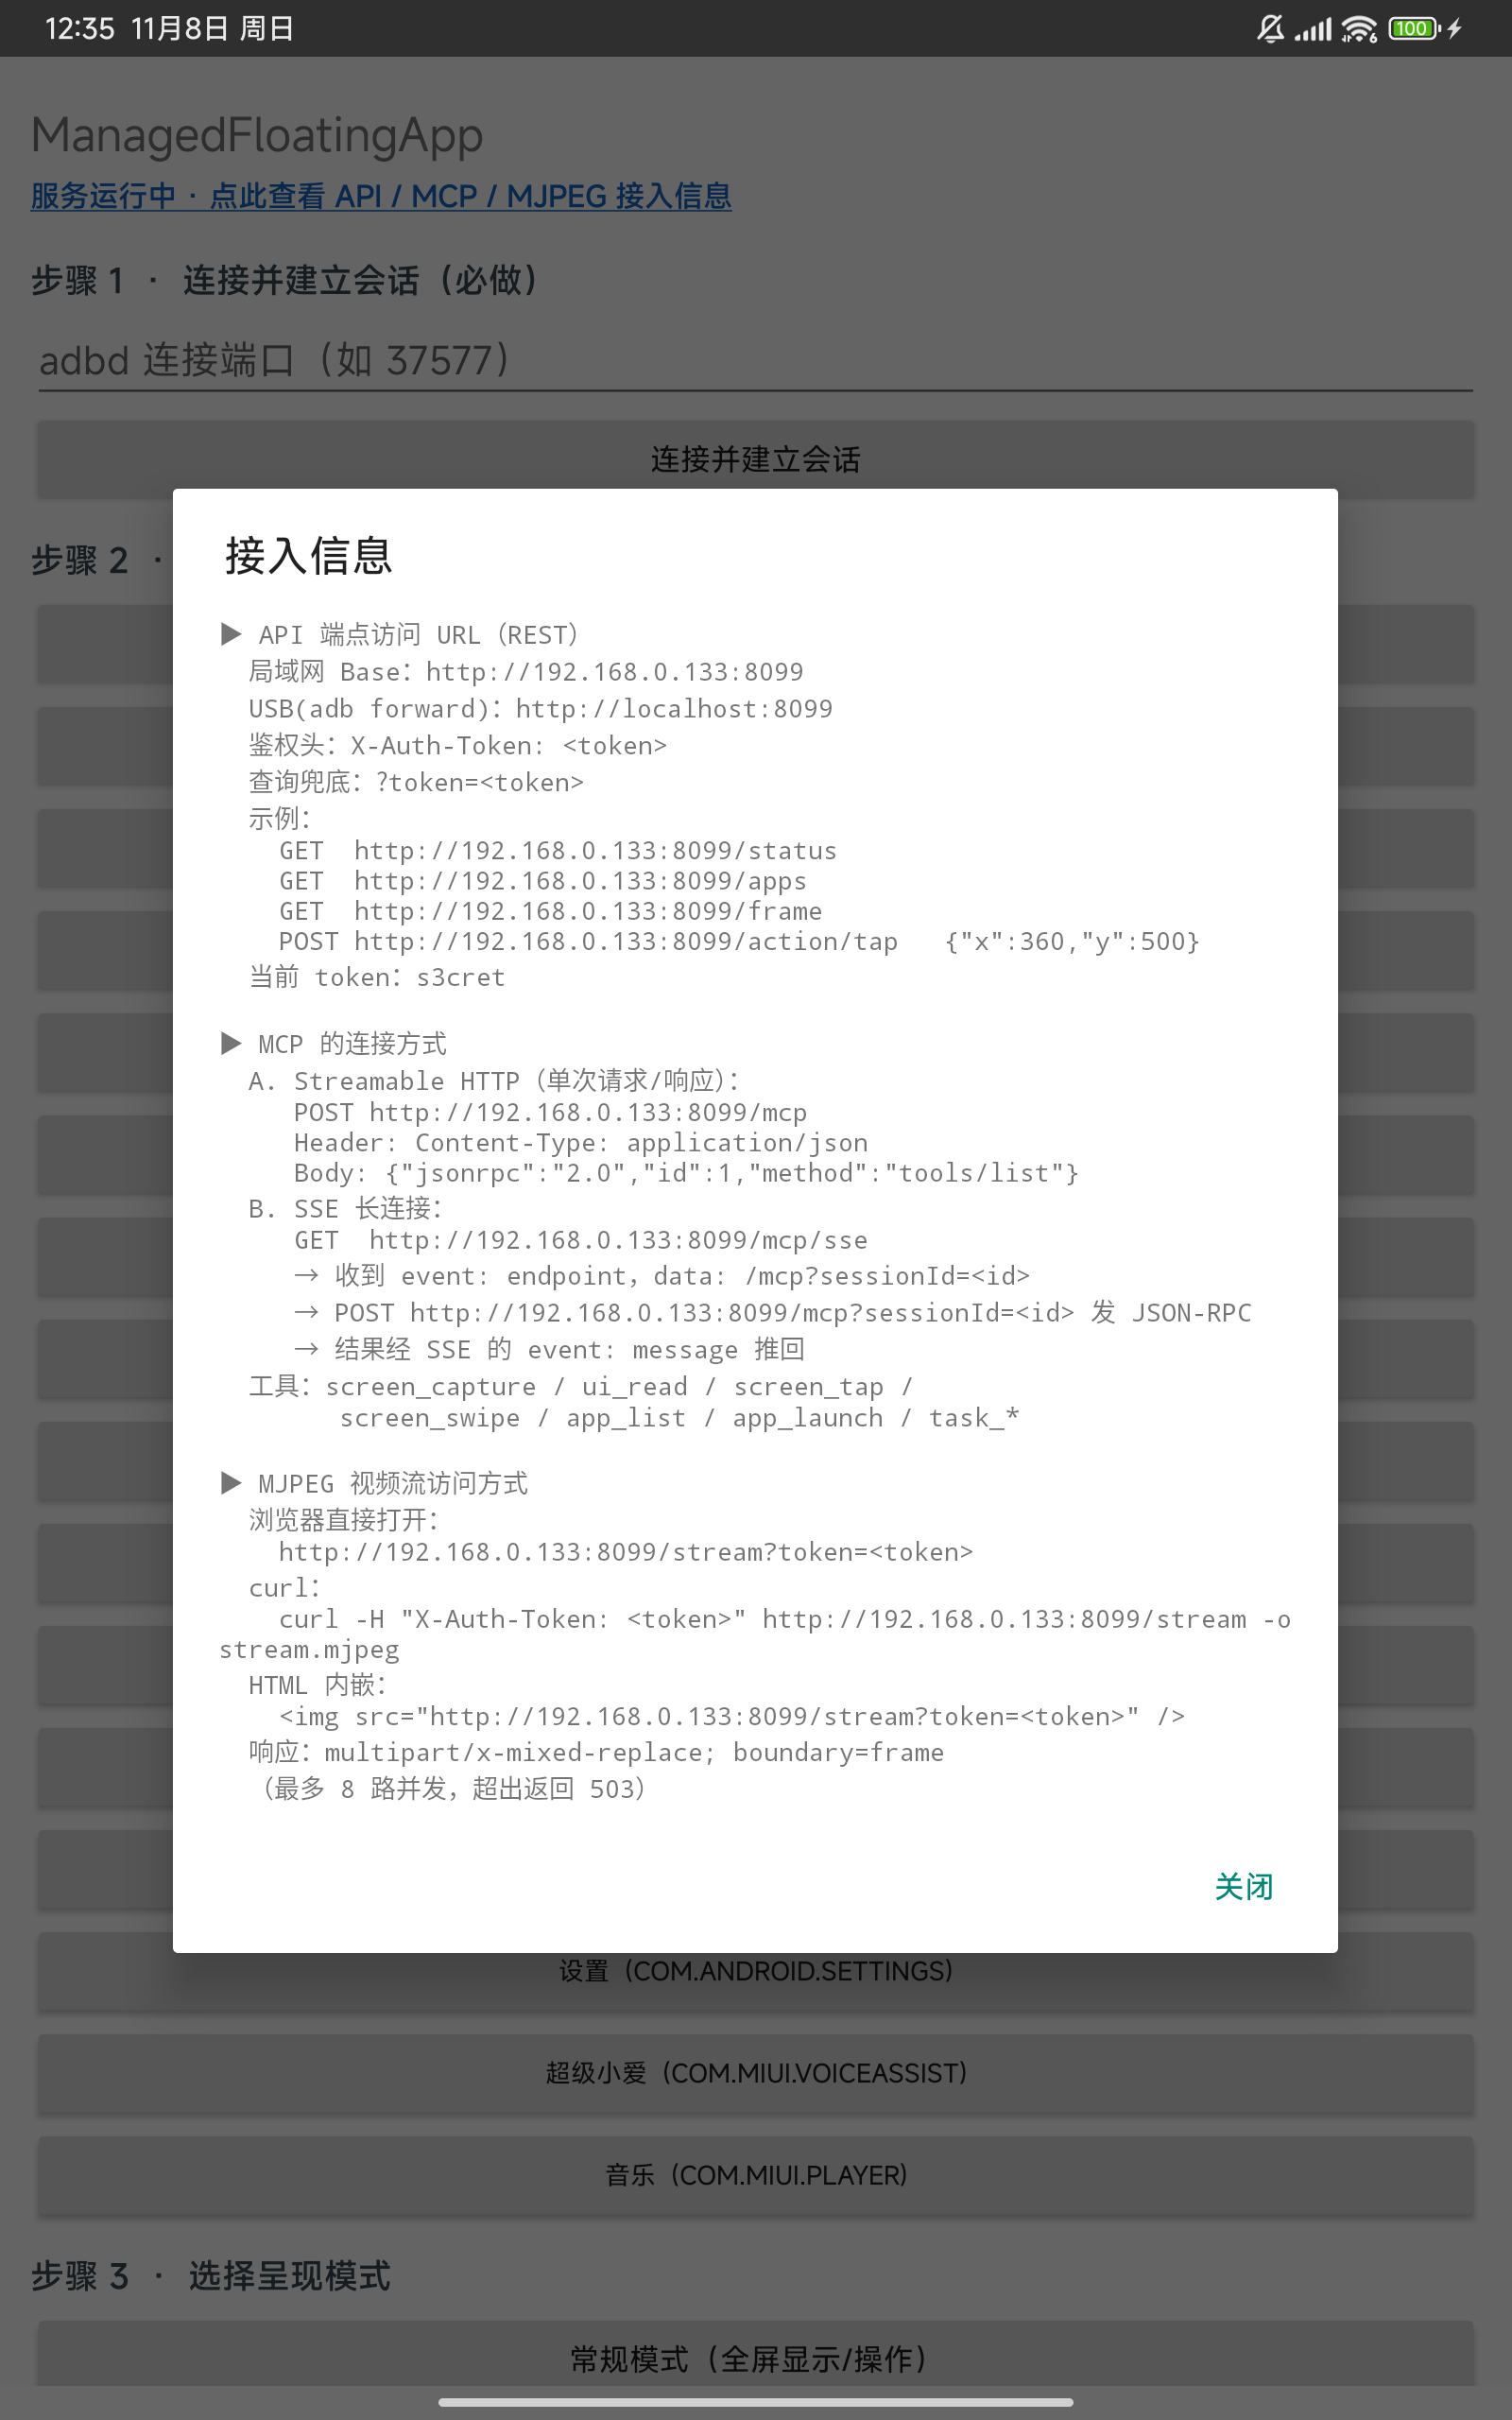 12:35 11月8日 周日
100
ManagedFloatingApp
服务运行中 · 点此查看 API / MCP / MJPEG 接入信息
步骤 1 · 连接并建立会话（必做）
adbd 连接端口（如 37577）
连接并建立会话
步骤 2 ·
接入信息
▶ API 端点访问 URL（REST）
局域网 Base：http://192.168.0.133:8099
USB(adb forward)：http://localhost:8099
鉴权头：X-Auth-Token: <token>
查询兜底：?token=<token>
示例：
GET  http://192.168.0.133:8099/status
GET  http://192.168.0.133:8099/apps
GET  http://192.168.0.133:8099/frame
POST http://192.168.0.133:8099/action/tap   {"x":360,"y":500}
当前 token：s3cret
▶ MCP 的连接方式
A. Streamable HTTP（单次请求/响应）：
POST http://192.168.0.133:8099/mcp
Header: Content-Type: application/json
Body: {"jsonrpc":"2.0","id":1,"method":"tools/list"}
B. SSE 长连接：
GET  http://192.168.0.133:8099/mcp/sse
→ 收到 event: endpoint，data: /mcp?sessionId=<id>
→ POST http://192.168.0.133:8099/mcp?sessionId=<id> 发 JSON-RPC
→ 结果经 SSE 的 event: message 推回
工具：screen_capture / ui_read / screen_tap /
screen_swipe / app_list / app_launch / task_*
▶ MJPEG 视频流访问方式
浏览器直接打开：
http://192.168.0.133:8099/stream?token=<token>
curl：
curl -H "X-Auth-Token: <token>" http://192.168.0.133:8099/stream -o
stream.mjpeg
HTML 内嵌：
<img src="http://192.168.0.133:8099/stream?token=<token>" />
响应：multipart/x-mixed-replace; boundary=frame
（最多 8 路并发，超出返回 503）
关闭
设置（COM.ANDROID.SETTINGS)
超级小爱（COM.MIUI.VOICEASSIST)
音乐（COM.MIUI.PLAYER)
步骤 3 · 选择呈现模式
常规模式（全屏显示/操作）